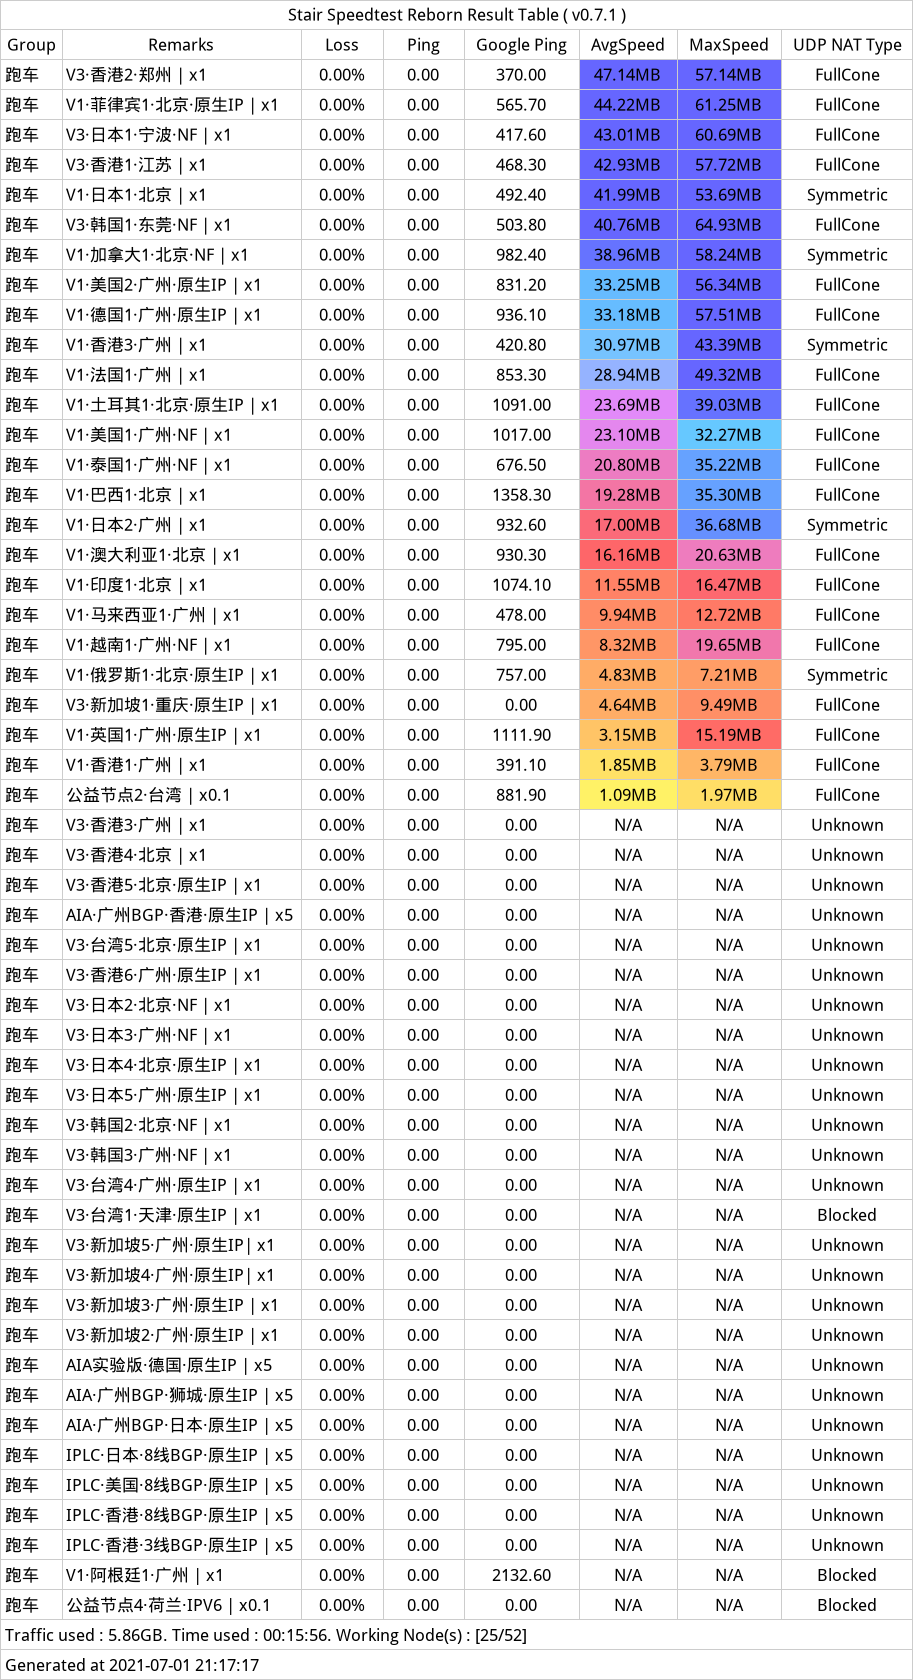 Stair Speedtest Reborn Result Table ( v0.7.1 )
Group Remarks Loss Ping Google Ping AvgSpeed MaxSpeed UDP NAT Type
跑车 V3·香港2·郑州 | x1 0.00% 0.00 370.00 47.14MB 57.14MB FullCone
跑车 V1·菲律宾1·北京·原生IP | x1 0.00% 0.00 565.70 44.22MB 61.25MB FullCone
跑车 V3·日本1·宁波·NF | x1 0.00% 0.00 417.60 43.01MB 60.69MB FullCone
跑车 V3·香港1·江苏 | x1 0.00% 0.00 468.30 42.93MB 57.72MB FullCone
跑车 V1·日本1·北京 | x1 0.00% 0.00 492.40 41.99MB 53.69MB Symmetric
跑车 V3·韩国1·东莞·NF | x1 0.00% 0.00 503.80 40.76MB 64.93MB FullCone
跑车 V1·加拿大1·北京·NF | x1 0.00% 0.00 982.40 38.96MB 58.24MB Symmetric
跑车 V1·美国2·广州·原生IP | x1 0.00% 0.00 831.20 33.25MB 56.34MB FullCone
跑车 V1·德国1·广州·原生IP | x1 0.00% 0.00 936.10 33.18MB 57.51MB FullCone
跑车 V1·香港3·广州 | x1 0.00% 0.00 420.80 30.97MB 43.39MB Symmetric
跑车 V1·法国1·广州 | x1 0.00% 0.00 853.30 28.94MB 49.32MB FullCone
跑车 V1·土耳其1·北京·原生IP | x1 0.00% 0.00 1091.00 23.69MB 39.03MB FullCone
跑车 V1·美国1·广州·NF | x1 0.00% 0.00 1017.00 23.10MB 32.27MB FullCone
跑车 V1·泰国1·广州·NF | x1 0.00% 0.00 676.50 20.80MB 35.22MB FullCone
跑车 V1·巴西1·北京 | x1 0.00% 0.00 1358.30 19.28MB 35.30MB FullCone
跑车 V1·日本2·广州 | x1 0.00% 0.00 932.60 17.00MB 36.68MB Symmetric
跑车 V1·澳大利亚1·北京 | x1 0.00% 0.00 930.30 16.16MB 20.63MB FullCone
跑车 V1·印度1·北京 | x1 0.00% 0.00 1074.10 11.55MB 16.47MB FullCone
跑车 V1·马来西亚1·广州 | x1 0.00% 0.00 478.00 9.94MB 12.72MB FullCone
跑车 V1·越南1·广州·NF | x1 0.00% 0.00 795.00 8.32MB 19.65MB FullCone
跑车 V1·俄罗斯1·北京·原生IP | x1 0.00% 0.00 757.00 4.83MB 7.21MB Symmetric
跑车 V3·新加坡1·重庆·原生IP | x1 0.00% 0.00 0.00 4.64MB 9.49MB FullCone
跑车 V1·英国1·广州·原生IP | x1 0.00% 0.00 1111.90 3.15MB 15.19MB FullCone
跑车 V1·香港1·广州 | x1 0.00% 0.00 391.10 1.85MB 3.79MB FullCone
跑车 公益节点2·台湾 | x0.1 0.00% 0.00 881.90 1.09MB 1.97MB FullCone
跑车 V3·香港3·广州 | x1 0.00% 0.00 0.00 N/A N/A Unknown
跑车 V3·香港4·北京 | x1 0.00% 0.00 0.00 N/A N/A Unknown
跑车 V3·香港5·北京·原生IP | x1 0.00% 0.00 0.00 N/A N/A Unknown
跑车 AIA·广州BGP·香港·原生IP | x5 0.00% 0.00 0.00 N/A N/A Unknown
跑车 V3·台湾5·北京·原生IP | x1 0.00% 0.00 0.00 N/A N/A Unknown
跑车 V3·香港6·广州·原生IP | x1 0.00% 0.00 0.00 N/A N/A Unknown
跑车 V3·日本2·北京·NF | x1 0.00% 0.00 0.00 N/A N/A Unknown
跑车 V3·日本3·广州·NF | x1 0.00% 0.00 0.00 N/A N/A Unknown
跑车 V3·日本4·北京·原生IP | x1 0.00% 0.00 0.00 N/A N/A Unknown
跑车 V3·日本5·广州·原生IP | x1 0.00% 0.00 0.00 N/A N/A Unknown
跑车 V3·韩国2·北京·NF | x1 0.00% 0.00 0.00 N/A N/A Unknown
跑车 V3·韩国3·广州·NF | x1 0.00% 0.00 0.00 N/A N/A Unknown
跑车 V3·台湾4·广州·原生IP | x1 0.00% 0.00 0.00 N/A N/A Unknown
跑车 V3·台湾1·天津·原生IP | x1 0.00% 0.00 0.00 N/A N/A Blocked
跑车 V3·新加坡5·广州·原生IP| x1 0.00% 0.00 0.00 N/A N/A Unknown
跑车 V3·新加坡4·广州·原生IP| x1 0.00% 0.00 0.00 N/A N/A Unknown
跑车 V3·新加坡3·广州·原生IP | x1 0.00% 0.00 0.00 N/A N/A Unknown
跑车 V3·新加坡2·广州·原生IP | x1 0.00% 0.00 0.00 N/A N/A Unknown
跑车 AIA实验版·德国·原生IP | x5 0.00% 0.00 0.00 N/A N/A Unknown
跑车 AIA·广州BGP·狮城·原生IP | x5 0.00% 0.00 0.00 N/A N/A Unknown
跑车 AIA·广州BGP·日本·原生IP | x5 0.00% 0.00 0.00 N/A N/A Unknown
跑车 IPLC·日本·8线BGP·原生IP | x5 0.00% 0.00 0.00 N/A N/A Unknown
跑车 IPLC·美国·8线BGP·原生IP | x5 0.00% 0.00 0.00 N/A N/A Unknown
跑车 IPLC·香港·8线BGP·原生IP | x5 0.00% 0.00 0.00 N/A N/A Unknown
跑车 IPLC·香港·3线BGP·原生IP | x5 0.00% 0.00 0.00 N/A N/A Unknown
跑车 V1·阿根廷1·广州 | x1 0.00% 0.00 2132.60 N/A N/A Blocked
跑车 公益节点4·荷兰·IPV6 | x0.1 0.00% 0.00 0.00 N/A N/A Blocked
Traffic used : 5.86GB. Time used : 00:15:56. Working Node(s) : [25/52]
Generated at 2021-07-01 21:17:17